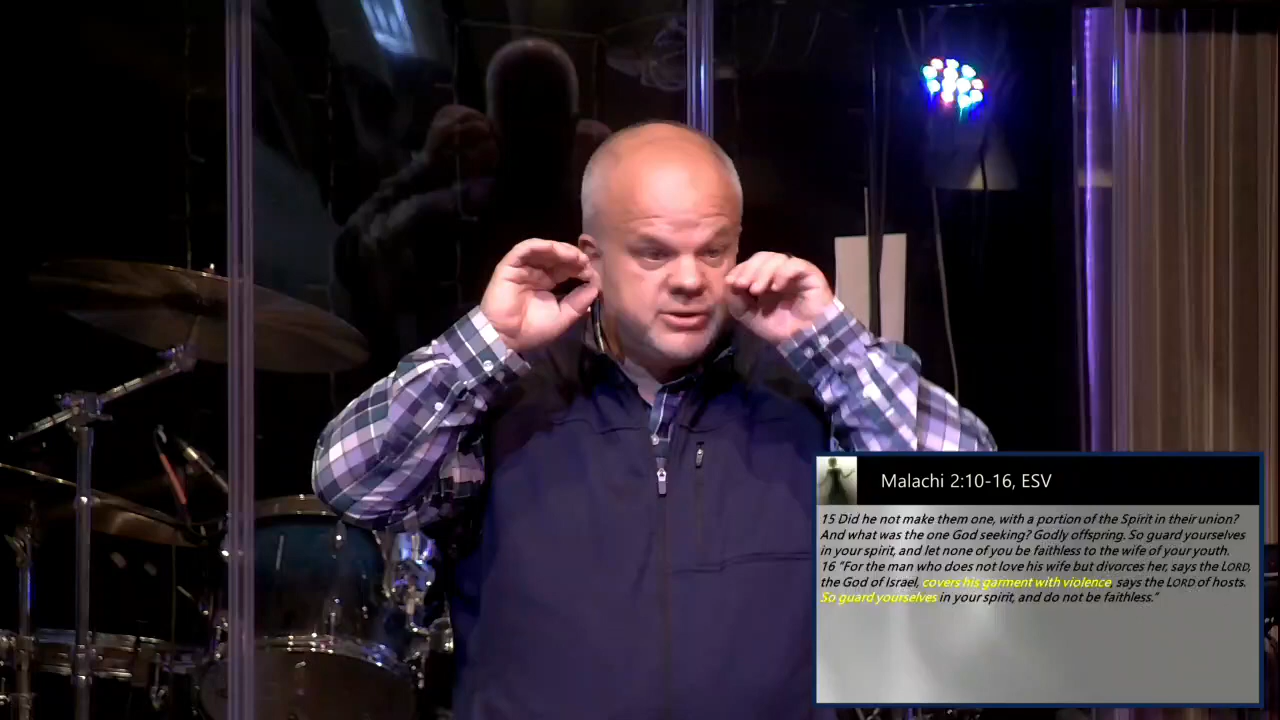 Malachi 2:10-16, ESV
15 Did he not make them one, with a portion of the Spirit in their union?
And what was the one God seeking? Godly offspring. So guard yourselves
in your spirit, and let none of you be faithless to the wife of your youth.
16 "For the man who does not love his wife but divorces her, says the LORD,
the God of Israel, covers his garment with violence says the LORD of hosts.
So guard yourselves in your spirit, and do not be faithless."